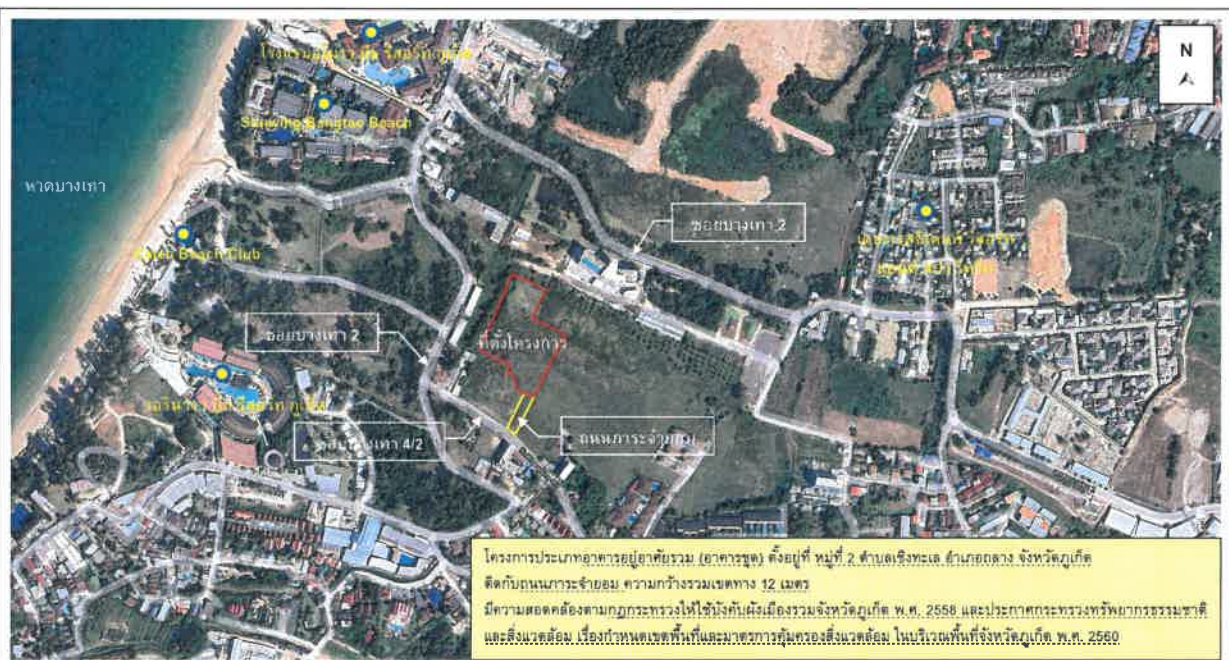 N
Sunwing Bangtao Beach
หาดบางเทา
ซอยบางเทา 2
Beach Club
ซอยบางเทา 2
ที่ตั้งโครงการ
ซอยบางเทา 4/2
ถนนภาระจำยอม
โครงการประเภทอาคารอยู่อาศัยรวม (อาคารชุด) ตั้งอยู่ที่ หมู่ที่ 2 ตำบลเชิงทะเล อำเภอถลาง จังหวัดภูเก็ต
ติดกับถนนภาระจำยอม ความกว้างรวมเขตทาง 12 เมตร
มีความสอดคล้องตามกฎกระทรวงให้ใช้บังคับผังเมืองรวมจังหวัดภูเก็ต พ.ศ. 2558 และประกาศกระทรวงทรัพยากรธรรมชาติ
และสิ่งแวดล้อม เรื่องกำหนดเขตพื้นที่และมาตรการคุ้มครองสิ่งแวดล้อม ในบริเวณพื้นที่จังหวัดภูเก็ต พ.ศ. 2560